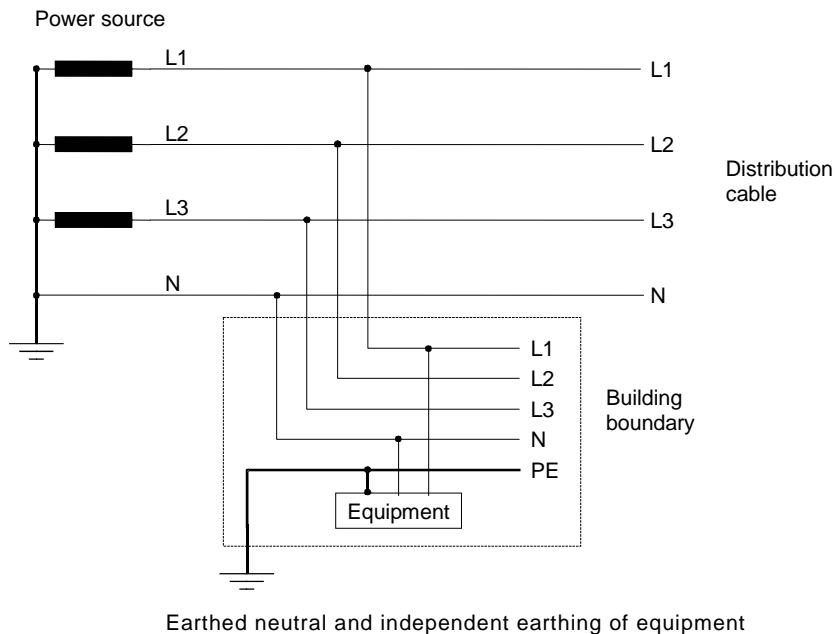 Power source
L1
L1
L2
L2
Distribution
cable
L3
L3
N
N
L1
L2
Building
boundary
L3
N
PE
Equipment
Earthed neutral and independent earthing of equipment